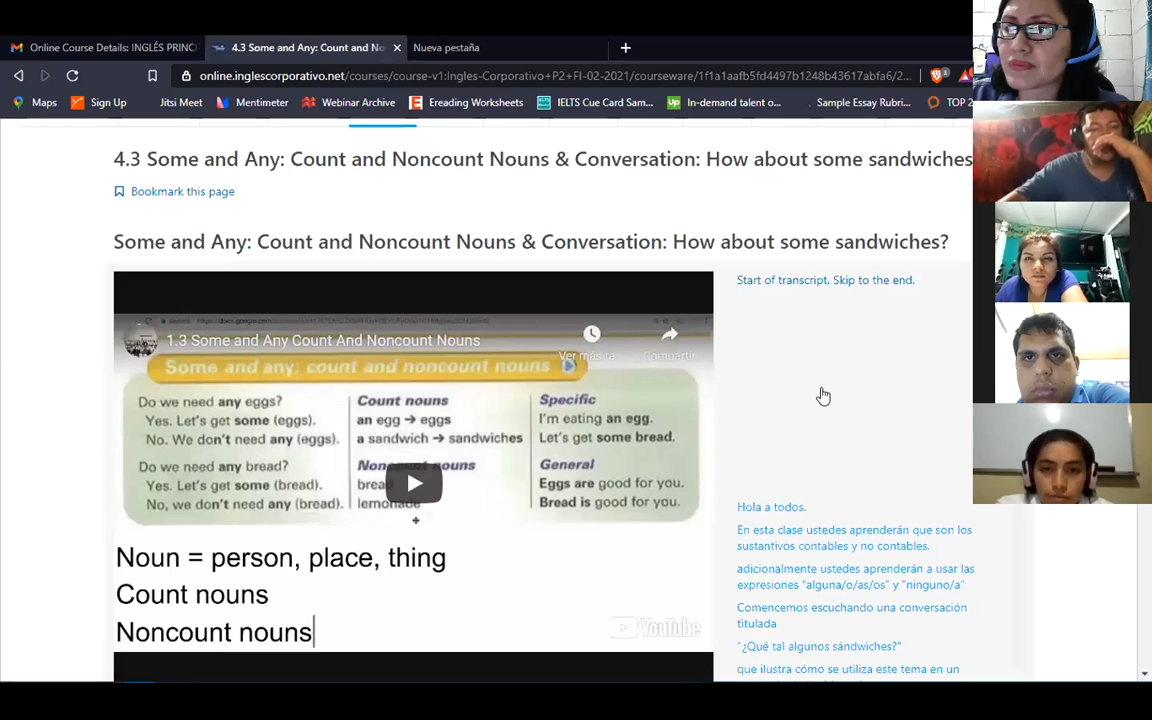 Online Course Details: INGLÉS PRINCI
4.3 Some and Any: Count and No
Nueva pestaña
online.inglescorporativo.net/courses/course-v1:Ingles-Corporativo+P2+FI-02-2021/courseware/1f1a1aafb5fd4497b1248b43617abfa6/2...
Maps
Sign Up
Jitsi Meet
Mentimeter
Webinar Archive
Ereading Worksheets
IELTS Cue Card Sam...
In-demand talent o...
Sample Essay Rubri...
TOP 2
4.3 Some and Any: Count and Noncount Nouns & Conversation: How about some sandwiches
Bookmark this page
Some and Any: Count and Noncount Nouns & Conversation: How about some sandwiches?
1.3 Some and Any Count And Noncount Nouns
Ver más ta
Compartir
Some and any; count and noncount nouns
Do we need any eggs?
Yes. Let's get some (eggs).
No. We don't need any (eggs).
Do we need any bread?
Yes. Let's get some (bread).
No, we don't need any (bread).
Count nouns
an egg → eggs
a sandwich → sandwiches
Noncount nouns
bread
lemonade
Specific
I'm eating an egg.
Let's get some bread.
General
Eggs are good for you.
Bread is good for you.
Noun = person, place, thing
Count nouns
Noncount nouns
YouTube
Start of transcript. Skip to the end.
Hola a todos.
En esta clase ustedes aprenderán que son los
sustantivos contables y no contables.
adicionalmente ustedes aprenderán a usar las
expresiones "alguna/o/as/os" y "ninguno/a"
Comencemos escuchando una conversación
titulada
"¿Qué tal algunos sándwiches?"
que ilustra cómo se utiliza este tema en un